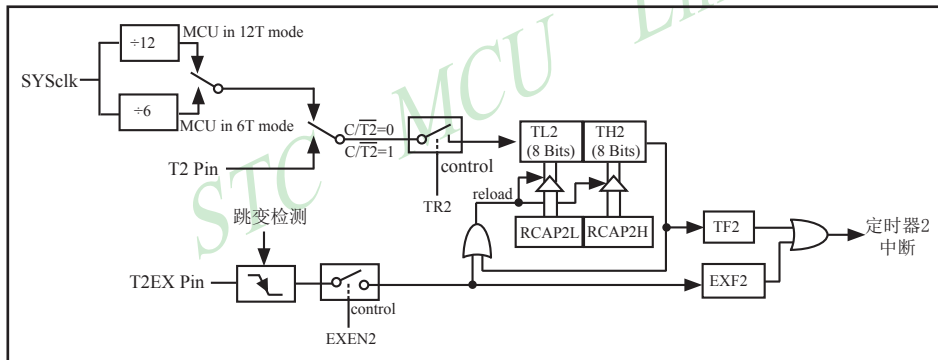 STC MCU Lim
÷12
MCU in 12T mode
SYSclk
÷6
MCU in 6T mode
C/T2=0
C/T2=1
T2 Pin
control
TR2
TL2
(8 Bits)
TH2
(8 Bits)
reload
RCAP2L
RCAP2H
跳变检测
T2EX Pin
control
EXEN2
TF2
EXF2
定时器2
中断